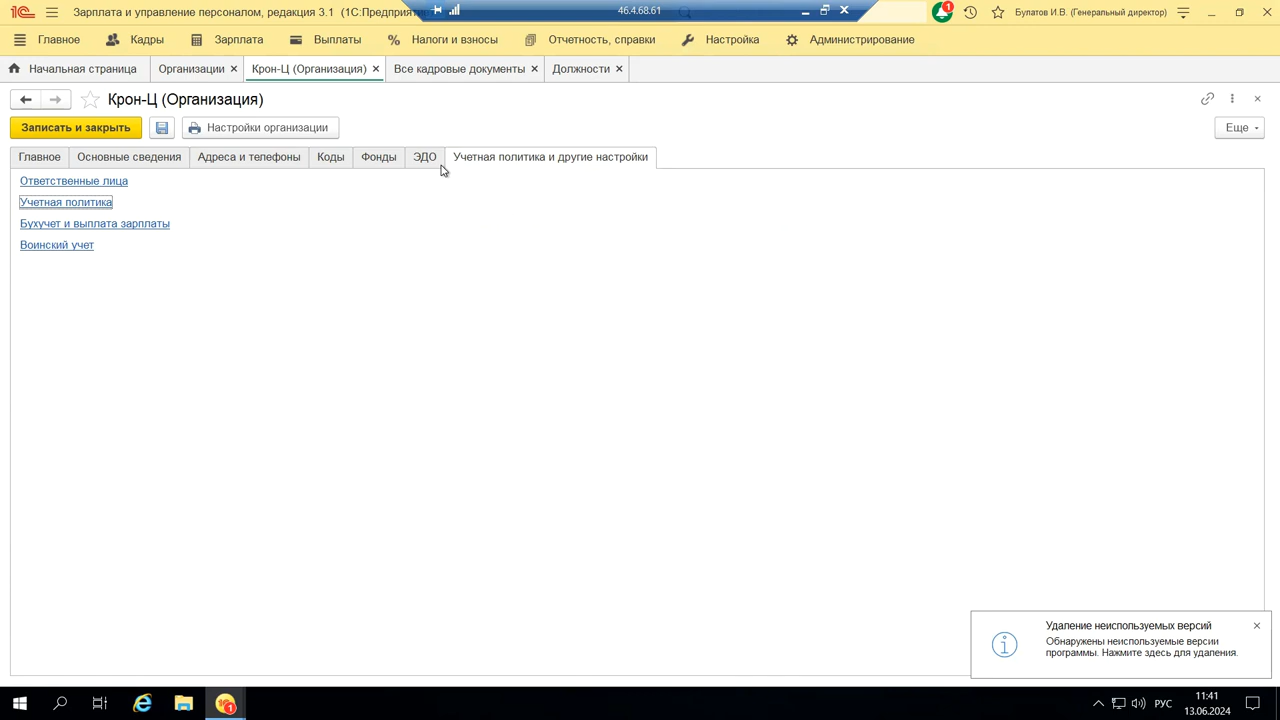 Зарплата и управление персоналом, редакция 3.1 (1С:Предприятие
46.4.68.61
1
Булатов И.В. (Генеральный директор)
Главное
Кадры
Зарплата
Выплаты
Налоги и взносы
Отчетность, справки
Настройка
Администрирование
Начальная страница
Организации
Крон-Ц (Организация)
Все кадровые документы
Должности
Крон-Ц (Организация)
Записать и закрыть
Настройки организации
Еще
Главное
Основные сведения
Адреса и телефоны
Коды
Фонды
ЭДО
Учетная политика и другие настройки
Ответственные лица
Учетная политика
Бухучет и выплата зарплаты
Воинский учет
Удаление неиспользуемых версий
Обнаружены неиспользуемые версии
программы. Нажмите здесь для удаления.
1
РУС
11:41
13.06.2024